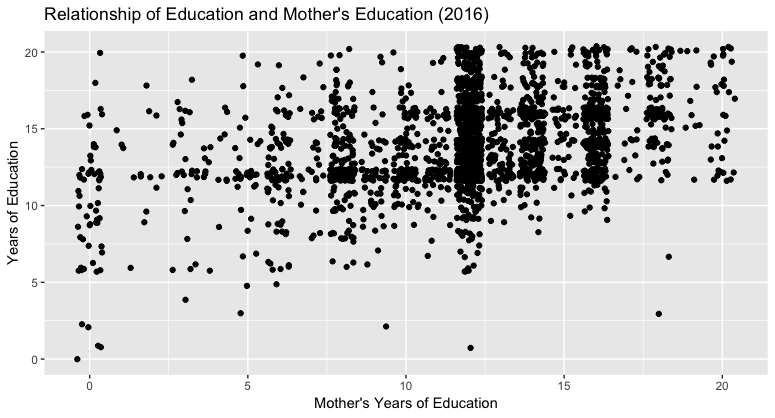 Relationship of Education and Mother's Education (2016)
20
15
10
5
0
Years of Education
0 5 10 15 20
Mother's Years of Education